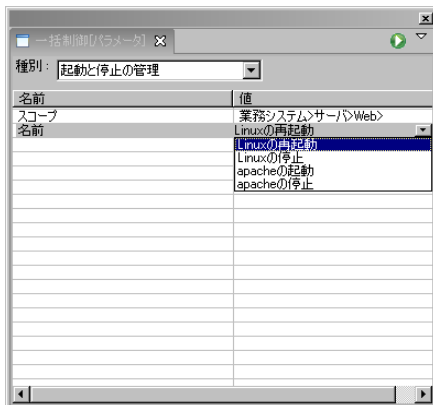 一括制御[パラメータ]
種別： 起動と停止の管理
名前 値
スコープ 業務システム>サーバ>Web>
名前 Linuxの再起動
Linuxの再起動
Linuxの停止
apacheの起動
apacheの停止